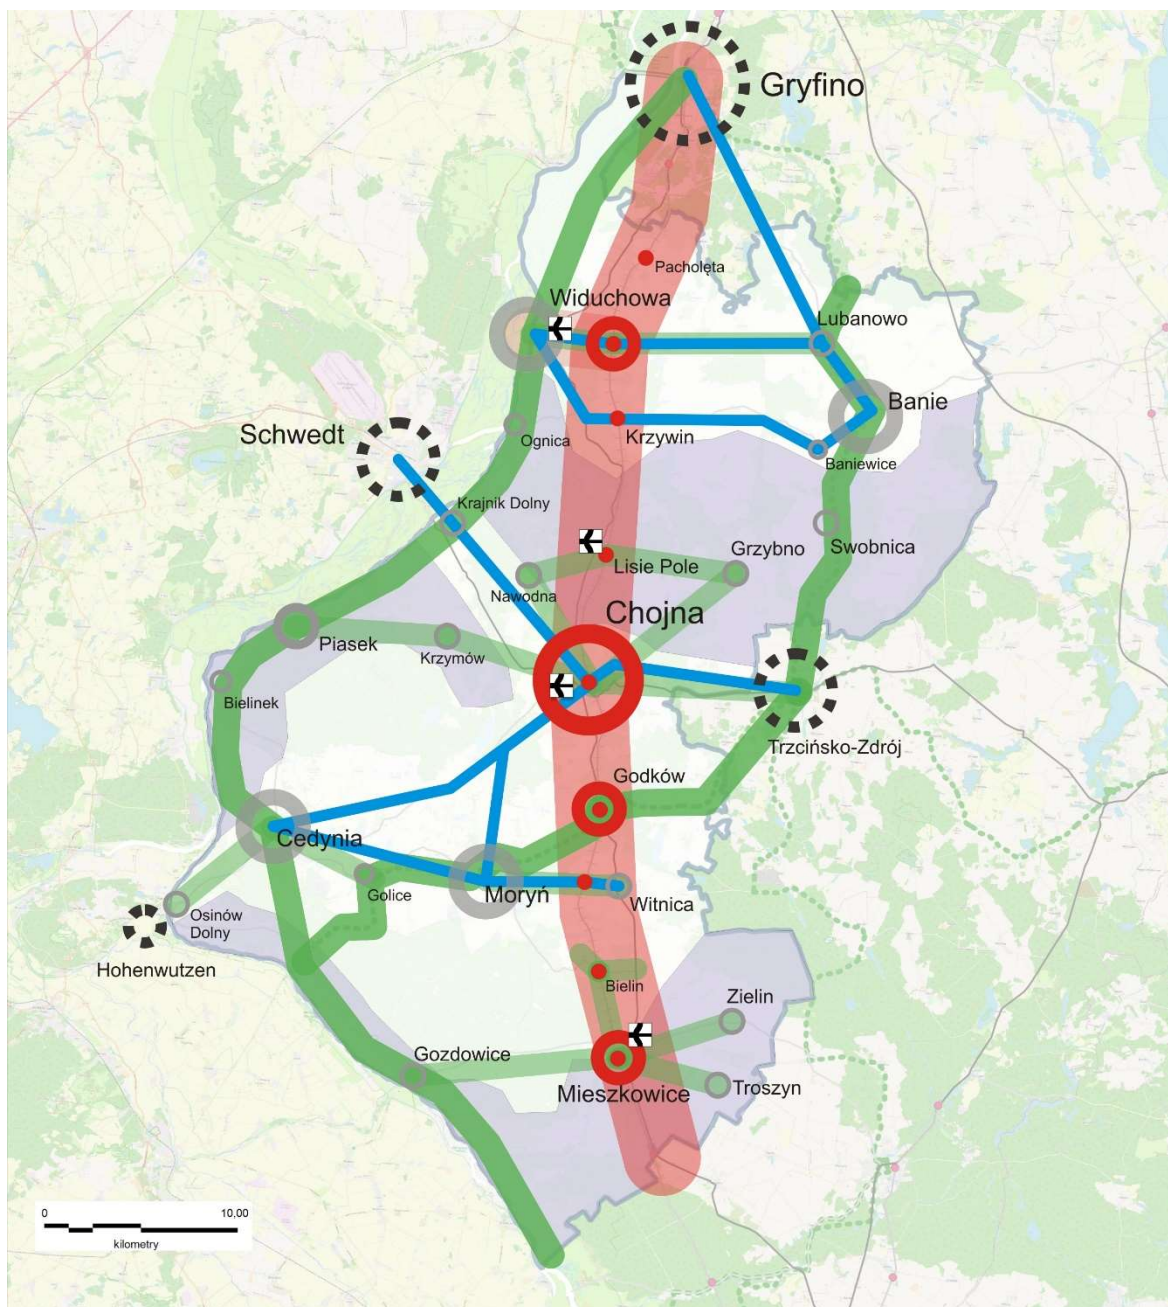 Gryfino
Pacholęta
Widuchowa
Lubanowo
Banie
Schwedt
Ognica
Krzywin
Baniewice
Krajnik Dolny
Grzybno
Swobnica
Lisie Pole
Nawodna
Chojna
Piasek
Krzymów
Bielinek
Trzcińsko-Zdrój
Godków
Cedynia
Golice
Moryń
Witnica
Osinów
Dolny
Hohenwutzen
Bielin
Zielin
Gozdowice
Troszyn
Mieszkowice
0 10,00
kilometry